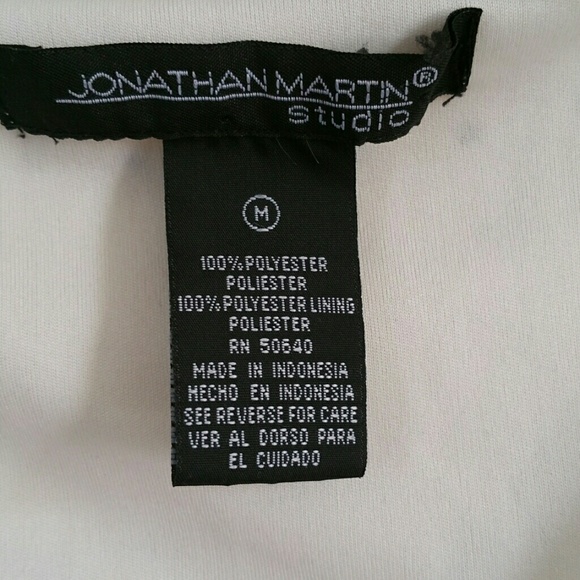 JONATHAN MARTIN®
studio
M
100% POLYESTER
POLIESTER
100% POLYESTER LINING
POLIESTER
RN 50640
MADE IN INDONESIA
HECHO EN INDONESIA
SEE REVERSE FOR CARE
VER AL DORSO PARA
EL CUIDADO